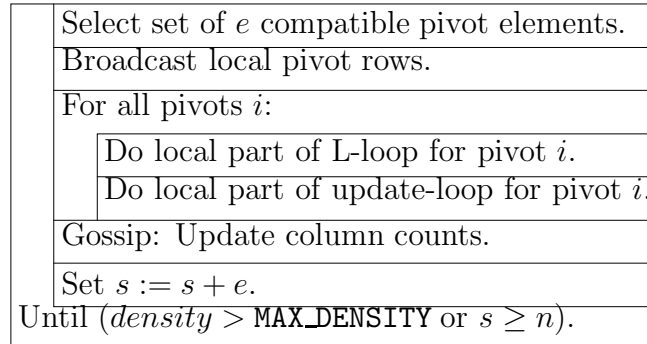 Select set of e compatible pivot elements.
Broadcast local pivot rows.
For all pivots i:
Do local part of L-loop for pivot i.
Do local part of update-loop for pivot i.
Gossip: Update column counts.
Set s := s + e.
Until (density > MAX_DENSITY or s ≥ n).